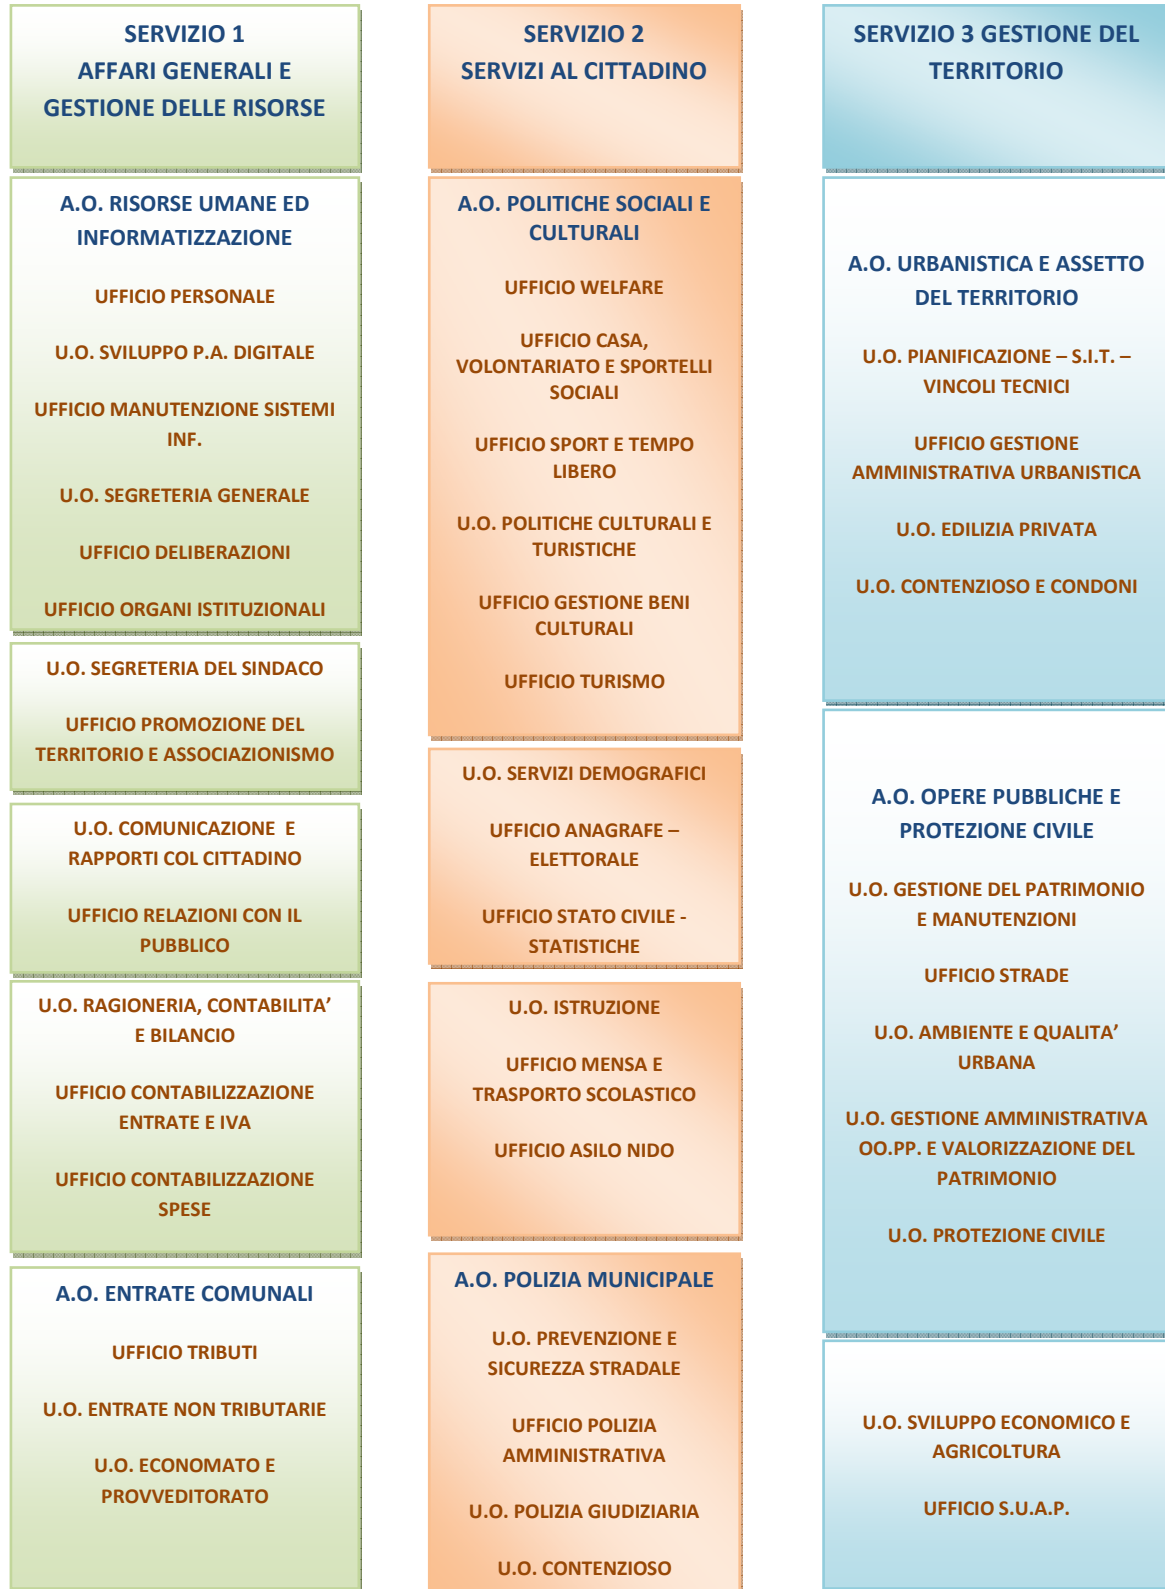 SERVIZIO 1
AFFARI GENERALI E
GESTIONE DELLE RISORSE
A.O. RISORSE UMANE ED
INFORMATIZZAZIONE
UFFICIO PERSONALE
U.O. SVILUPPO P.A. DIGITALE
UFFICIO MANUTENZIONE SISTEMI
INF.
U.O. SEGRETERIA GENERALE
UFFICIO DELIBERAZIONI
UFFICIO ORGANI ISTITUZIONALI
U.O. SEGRETERIA DEL SINDACO
UFFICIO PROMOZIONE DEL
TERRITORIO E ASSOCIAZIONISMO
U.O. COMUNICAZIONE E
RAPPORTI COL CITTADINO
UFFICIO RELAZIONI CON IL
PUBBLICO
U.O. RAGIONERIA, CONTABILITA’
E BILANCIO
UFFICIO CONTABILIZZAZIONE
ENTRATE E IVA
UFFICIO CONTABILIZZAZIONE
SPESE
A.O. ENTRATE COMUNALI
UFFICIO TRIBUTI
U.O. ENTRATE NON TRIBUTARIE
U.O. ECONOMATO E
PROVVEDITORATO
SERVIZIO 2
SERVIZI AL CITTADINO
A.O. POLITICHE SOCIALI E
CULTURALI
UFFICIO WELFARE
UFFICIO CASA,
VOLONTARIATO E SPORTELLI
SOCIALI
UFFICIO SPORT E TEMPO
LIBERO
U.O. POLITICHE CULTURALI E
TURISTICHE
UFFICIO GESTIONE BENI
CULTURALI
UFFICIO TURISMO
U.O. SERVIZI DEMOGRAFICI
UFFICIO ANAGRAFE –
ELETTORALE
UFFICIO STATO CIVILE -
STATISTICHE
U.O. ISTRUZIONE
UFFICIO MENSA E
TRASPORTO SCOLASTICO
UFFICIO ASILO NIDO
A.O. POLIZIA MUNICIPALE
U.O. PREVENZIONE E
SICUREZZA STRADALE
UFFICIO POLIZIA
AMMINISTRATIVA
U.O. POLIZIA GIUDIZIARIA
U.O. CONTENZIOSO
SERVIZIO 3 GESTIONE DEL
TERRITORIO
A.O. URBANISTICA E ASSETTO
DEL TERRITORIO
U.O. PIANIFICAZIONE – S.I.T. –
VINCOLI TECNICI
UFFICIO GESTIONE
AMMINISTRATIVA URBANISTICA
U.O. EDILIZIA PRIVATA
U.O. CONTENZIOSO E CONDONI
A.O. OPERE PUBBLICHE E
PROTEZIONE CIVILE
U.O. GESTIONE DEL PATRIMONIO
E MANUTENZIONI
UFFICIO STRADE
U.O. AMBIENTE E QUALITA’
URBANA
U.O. GESTIONE AMMINISTRATIVA
OO.PP. E VALORIZZAZIONE DEL
PATRIMONIO
U.O. PROTEZIONE CIVILE
U.O. SVILUPPO ECONOMICO E
AGRICOLTURA
UFFICIO S.U.A.P.